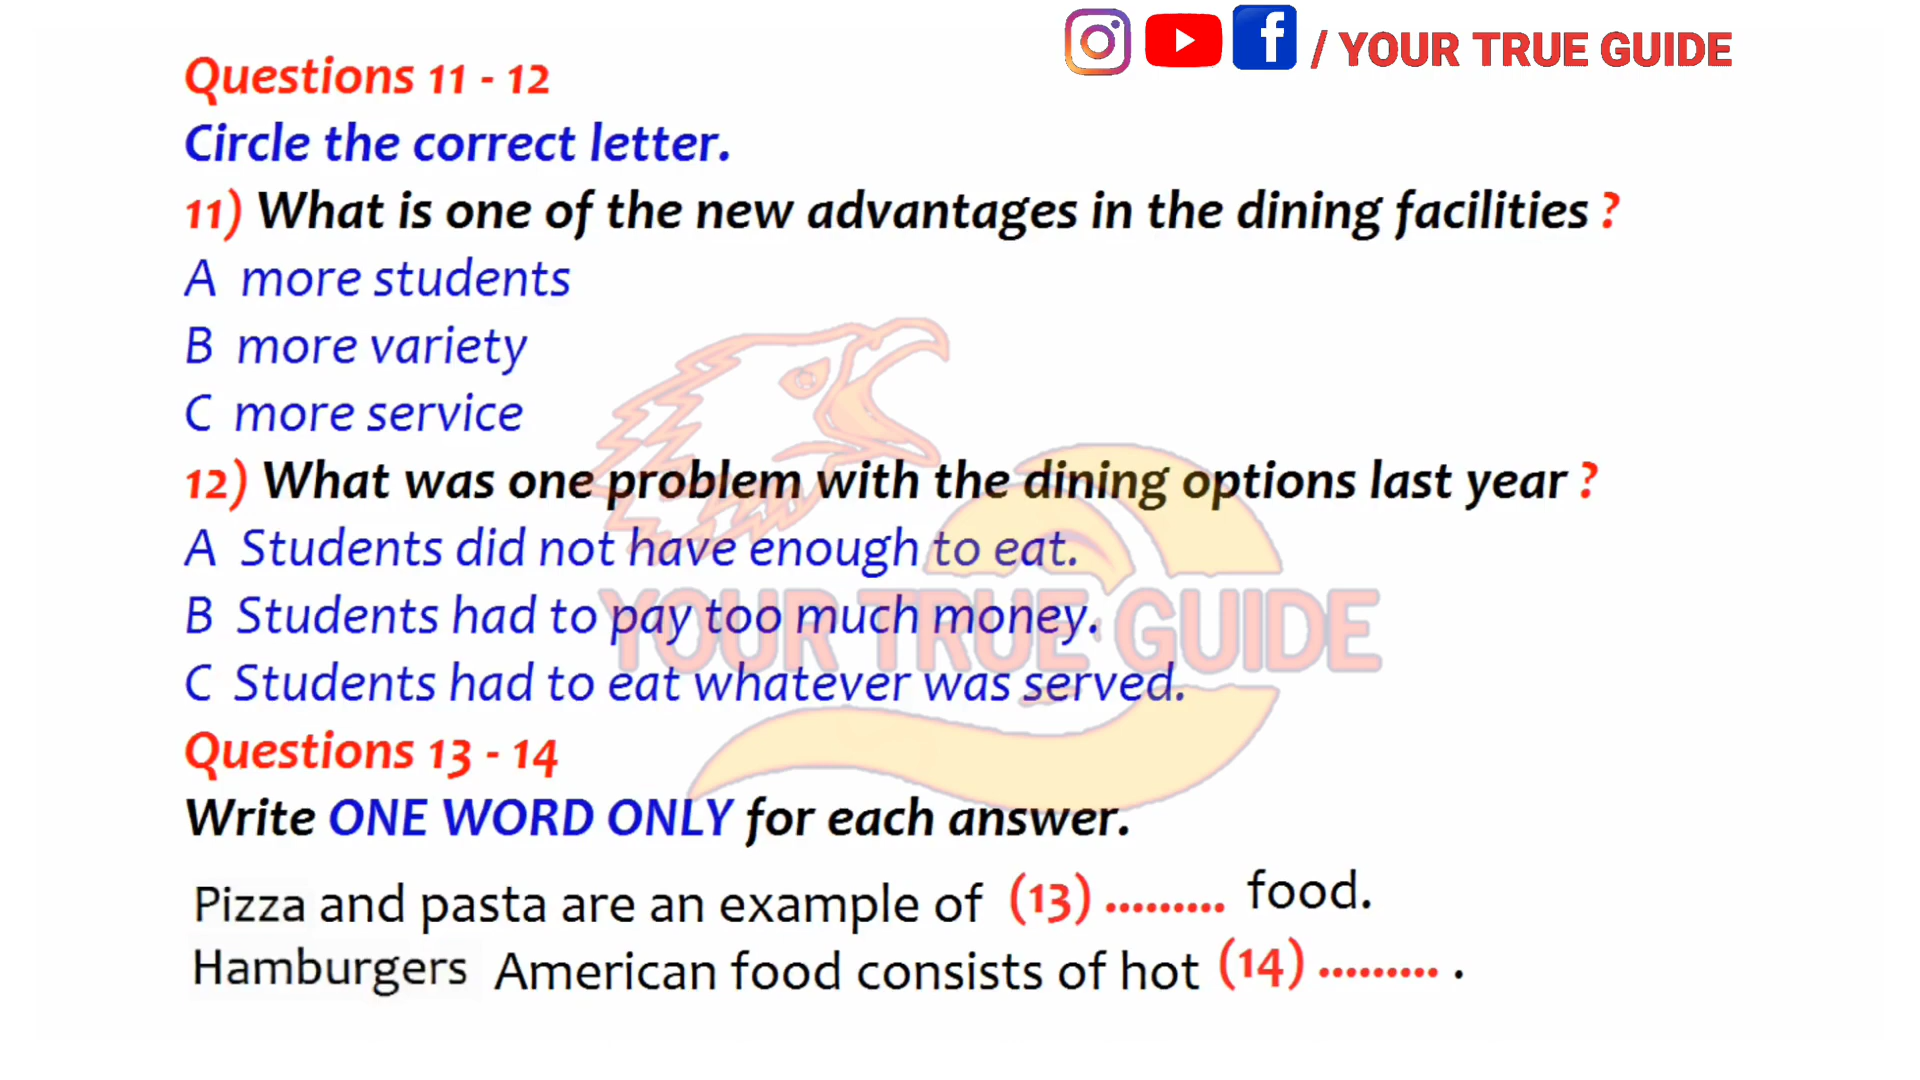 / YOUR TRUE GUIDE
Questions 11 - 12
Circle the correct letter.
11) What is one of the new advantages in the dining facilities ?
A more students
B more variety
C more service
12) What was one problem with the dining options last year ?
A Students did not have enough to eat.
B Students had to pay too much money.
YOUR TRUE GUIDE
C Students had to eat whatever was served.
Questions 13 - 14
Write ONE WORD ONLY for each answer.
Pizza and pasta are an example of (13) ......... food.
Hamburgers American food consists of hot (14) ......... .